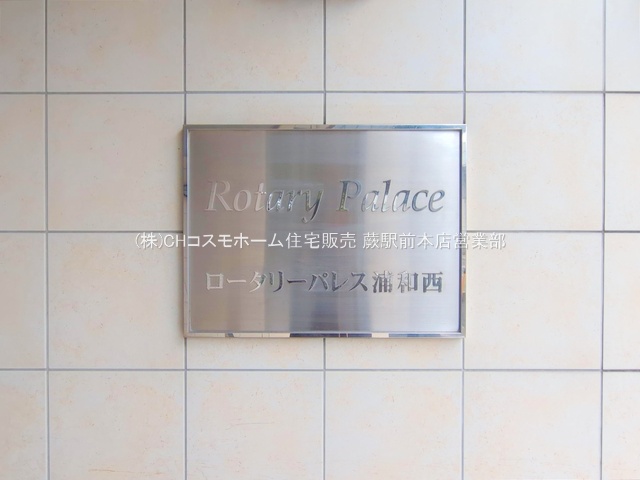 Rotary Palace
(株)CHコスモホーム住宅販売 蕨駅前本店営業部
ロータリーパレス浦和西